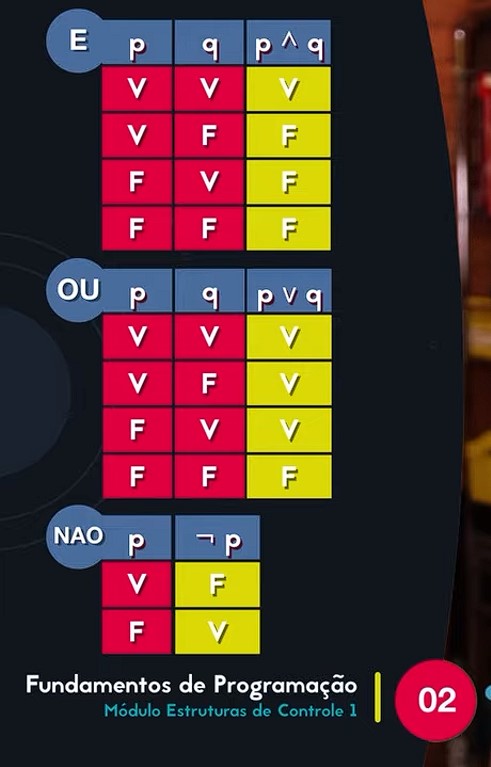 E p q p ^ q
V V V
V F F
F V F
F F F
OU p q p v q
V V V
V F V
F V V
F F F
NAO p ¬ p
V F
F V
Fundamentos de Programação
Módulo Estruturas de Controle 1
02